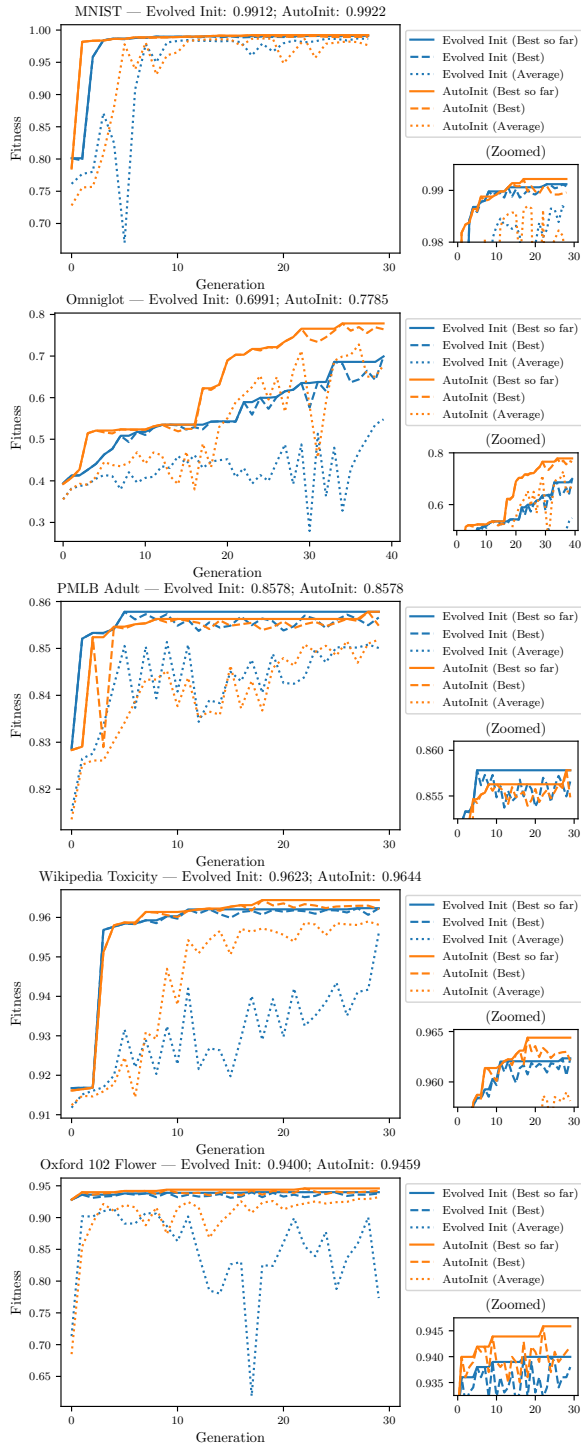 MNIST — Evolved Init: 0.9912; AutoInit: 0.9922
1.00
0.95
0.90
0.85
0.80
0.75
0.70
Fitness
0
10
20
30
Generation
Evolved Init (Best so far)
Evolved Init (Best)
Evolved Init (Average)
AutoInit (Best so far)
AutoInit (Best)
AutoInit (Average)
(Zoomed)
0.99
0.98
0
10
20
30
Omniglot — Evolved Init: 0.6991; AutoInit: 0.7785
0.8
0.7
0.6
0.5
0.4
0.3
Fitness
0
10
20
30
40
Generation
Evolved Init (Best so far)
Evolved Init (Best)
Evolved Init (Average)
AutoInit (Best so far)
AutoInit (Best)
AutoInit (Average)
(Zoomed)
0.8
0.6
0
10
20
30
40
PMLB Adult — Evolved Init: 0.8578; AutoInit: 0.8578
0.86
0.85
0.84
0.83
0.82
Fitness
0
10
20
30
Generation
Evolved Init (Best so far)
Evolved Init (Best)
Evolved Init (Average)
AutoInit (Best so far)
AutoInit (Best)
AutoInit (Average)
(Zoomed)
0.860
0.855
0
10
20
30
Wikipedia Toxicity — Evolved Init: 0.9623; AutoInit: 0.9644
0.96
0.95
0.94
0.93
0.92
0.91
Fitness
0
10
20
30
Generation
Evolved Init (Best so far)
Evolved Init (Best)
Evolved Init (Average)
AutoInit (Best so far)
AutoInit (Best)
AutoInit (Average)
(Zoomed)
0.965
0.960
0
10
20
30
Oxford 102 Flower — Evolved Init: 0.9400; AutoInit: 0.9459
0.95
0.90
0.85
0.80
0.75
0.70
0.65
Fitness
0
10
20
30
Generation
Evolved Init (Best so far)
Evolved Init (Best)
Evolved Init (Average)
AutoInit (Best so far)
AutoInit (Best)
AutoInit (Average)
(Zoomed)
0.945
0.940
0.935
0
10
20
30